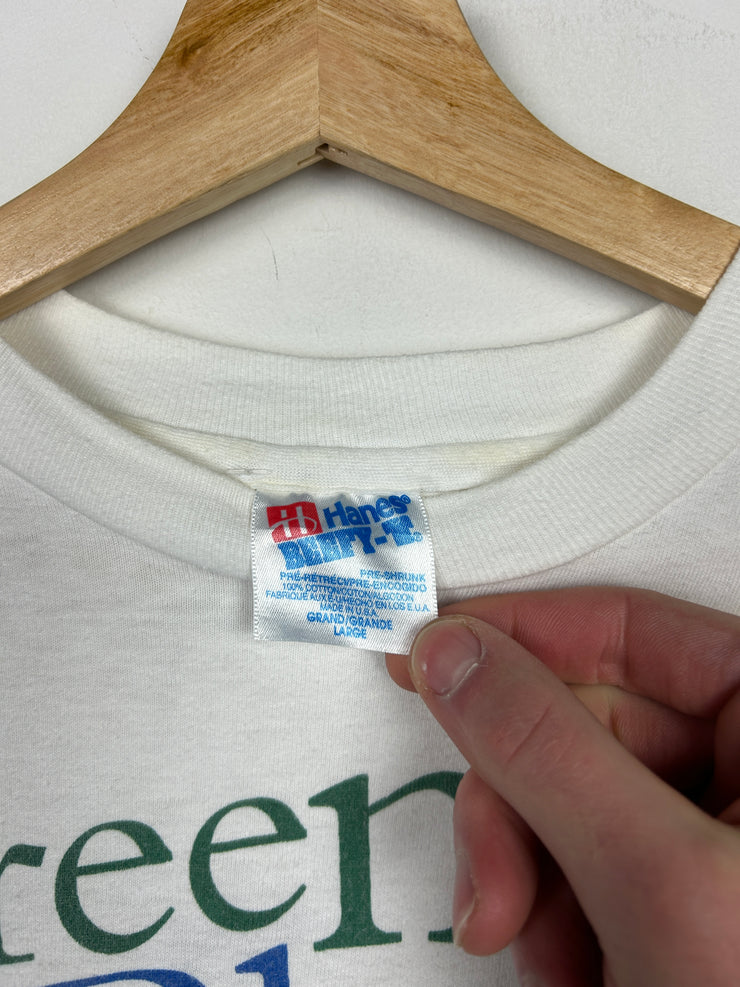 Hanes®
BEEFY-T®
PRE-SHRUNK
PRE-RETRECI/PRE-ENCOGIDO
100% COTTON/COTON/ALGODON
FABRIQUE AUX E.-U/HECHO EN LOS E.U.A.
MADE IN U.S.A.
GRAND/GRANDE
LARGE
reen